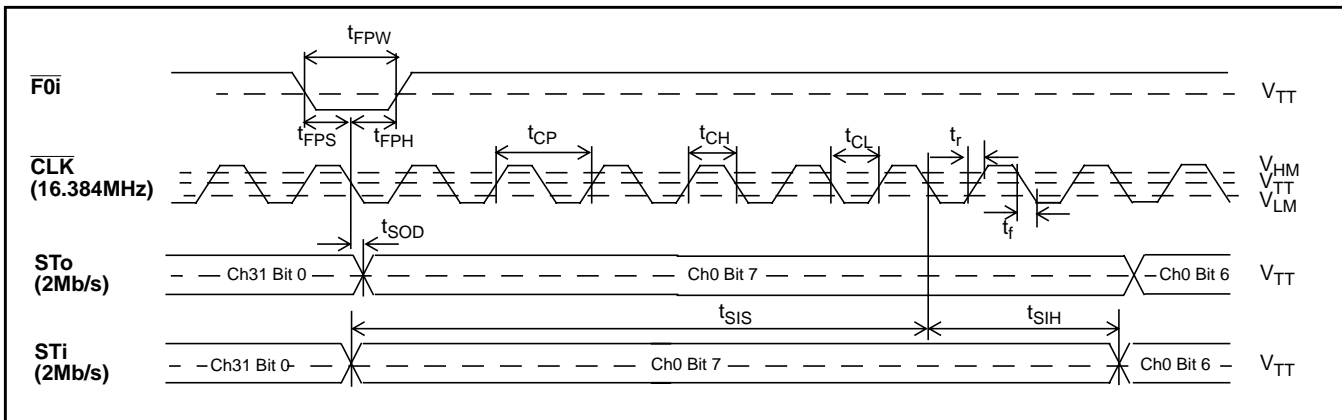 tFPW
F0i
VTT
tFPS
tFPH
tCP
tCH
tCL
tr
CLK
(16.384MHz)
VHM
VTT
VLM
tf
tSOD
STo
(2Mb/s)
Ch31 Bit 0
Ch0 Bit 7
Ch0 Bit 6
VTT
tSIS
tSIH
STi
(2Mb/s)
Ch31 Bit 0
Ch0 Bit 7
Ch0 Bit 6
VTT